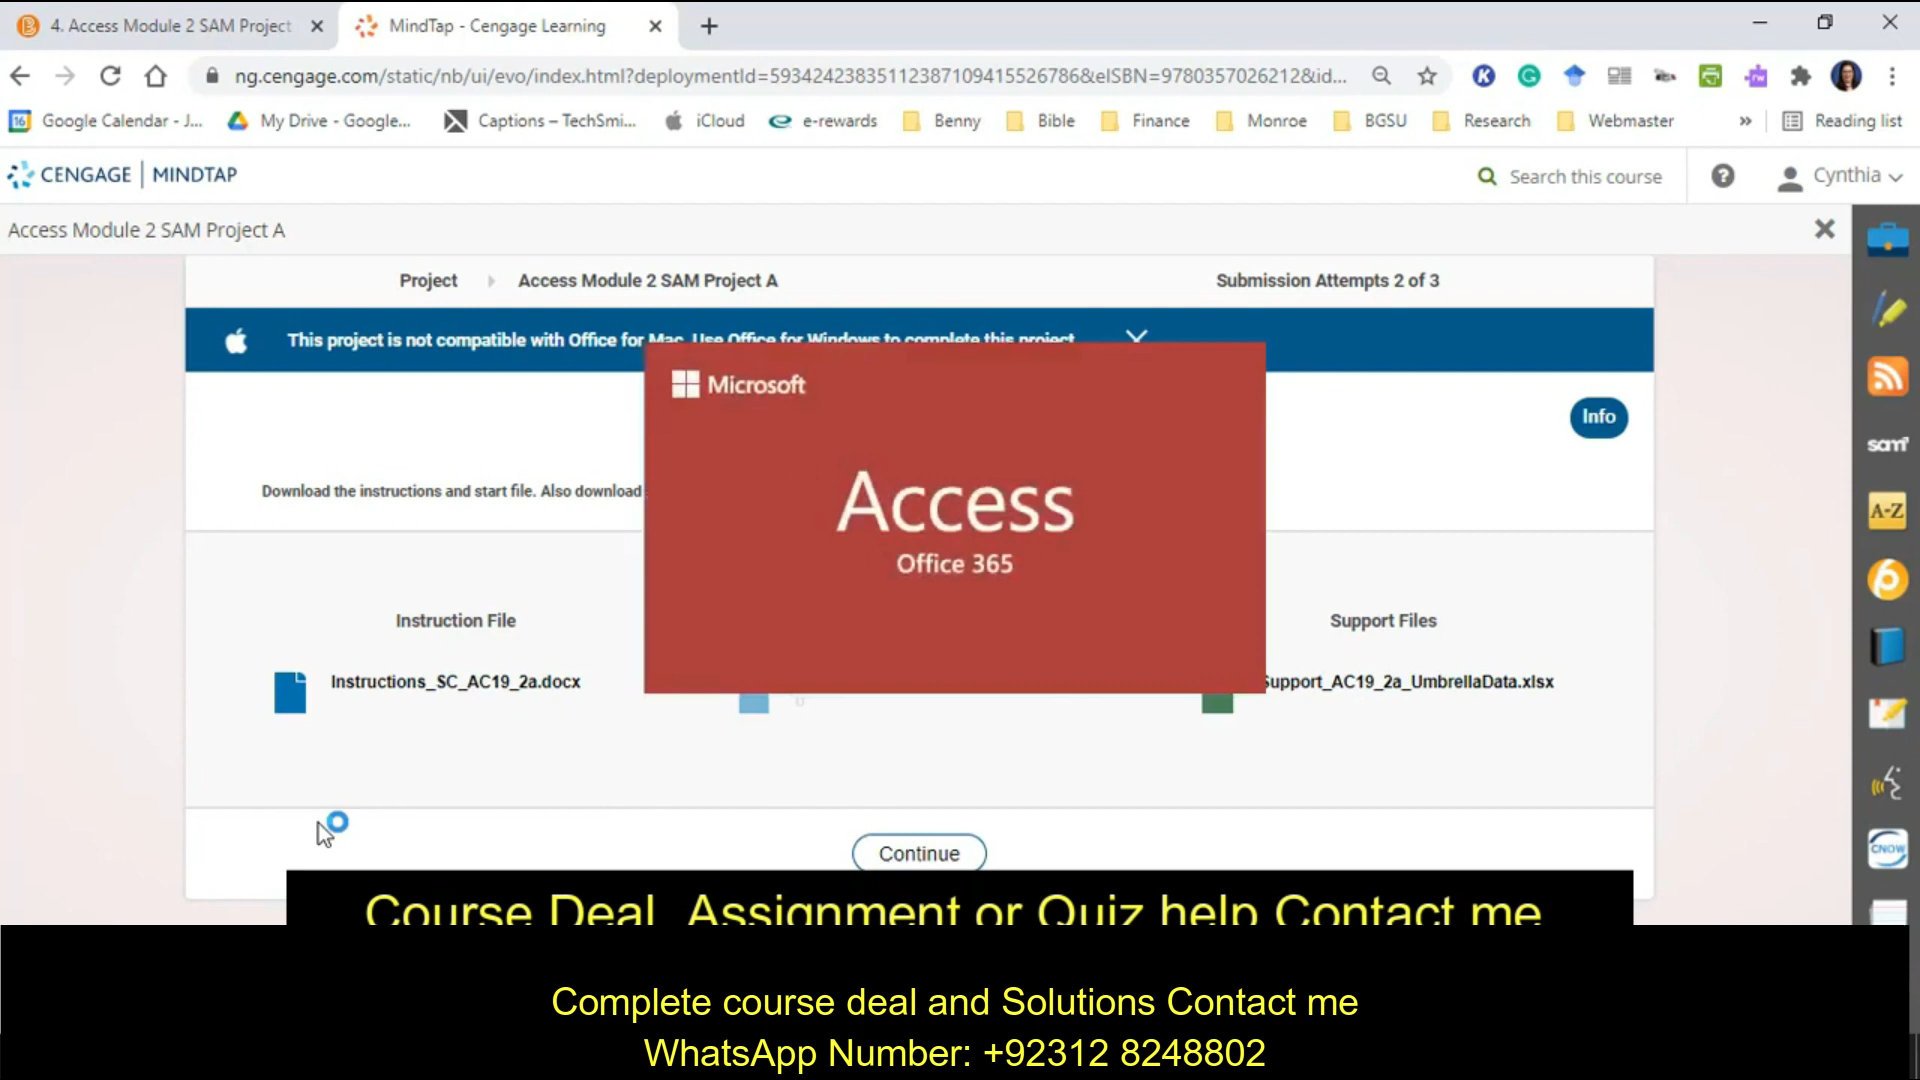 4. Access Module 2 SAM Project
MindTap - Cengage Learning
ng.cengage.com/static/nb/ui/evo/index.html?deploymentId=59342423835112387109415526786&eISBN=9780357026212&id...
16 Google Calendar - J...
My Drive - Google...
Captions – TechSmi...
iCloud
e-rewards
Benny
Bible
Finance
Monroe
BGSU
Research
Webmaster
»
Reading list
CENGAGE | MINDTAP
Search this course
Cynthia
Access Module 2 SAM Project A
Project
Access Module 2 SAM Project A
Submission Attempts 2 of 3
This project is not compatible with Office for Mac. Use Office for Windows to complete this project.
Microsoft
Info
Access
Office 365
Download the instructions and start file. Also download
sam
A-Z
Instruction File
Support Files
Instructions_SC_AC19_2a.docx
Support_AC19_2a_UmbrellaData.xlsx
Continue
CNOW
Course Deal, Assignment or Quiz help Contact me
Complete course deal and Solutions Contact me
WhatsApp Number: +92312 8248802